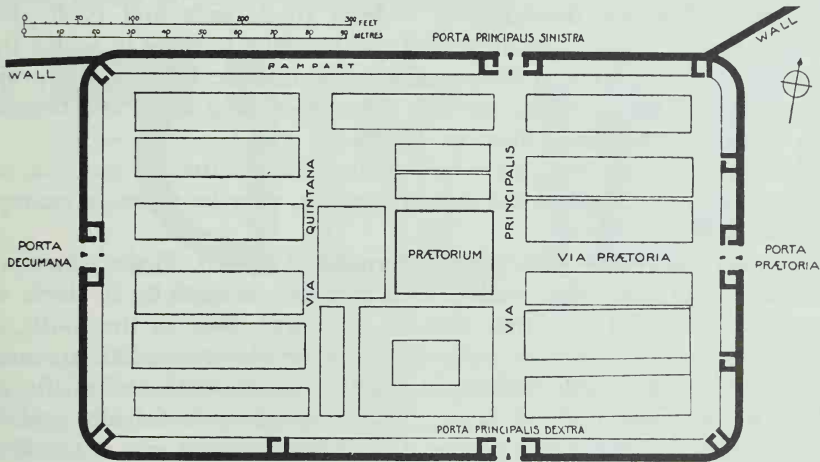 0 30 100 200 300 FEET
0 10 20 30 40 50 60 70 80 90 METRES
PORTA PRINCIPALIS SINISTRA
WALL
WALL
RAMPART
VIA QUINTANA
VIA PRINCIPALIS
PORTA
DECUMANA
PRÆTORIUM
VIA PRÆTORIA
PORTA
PRÆTORIA
PORTA PRINCIPALIS DEXTRA